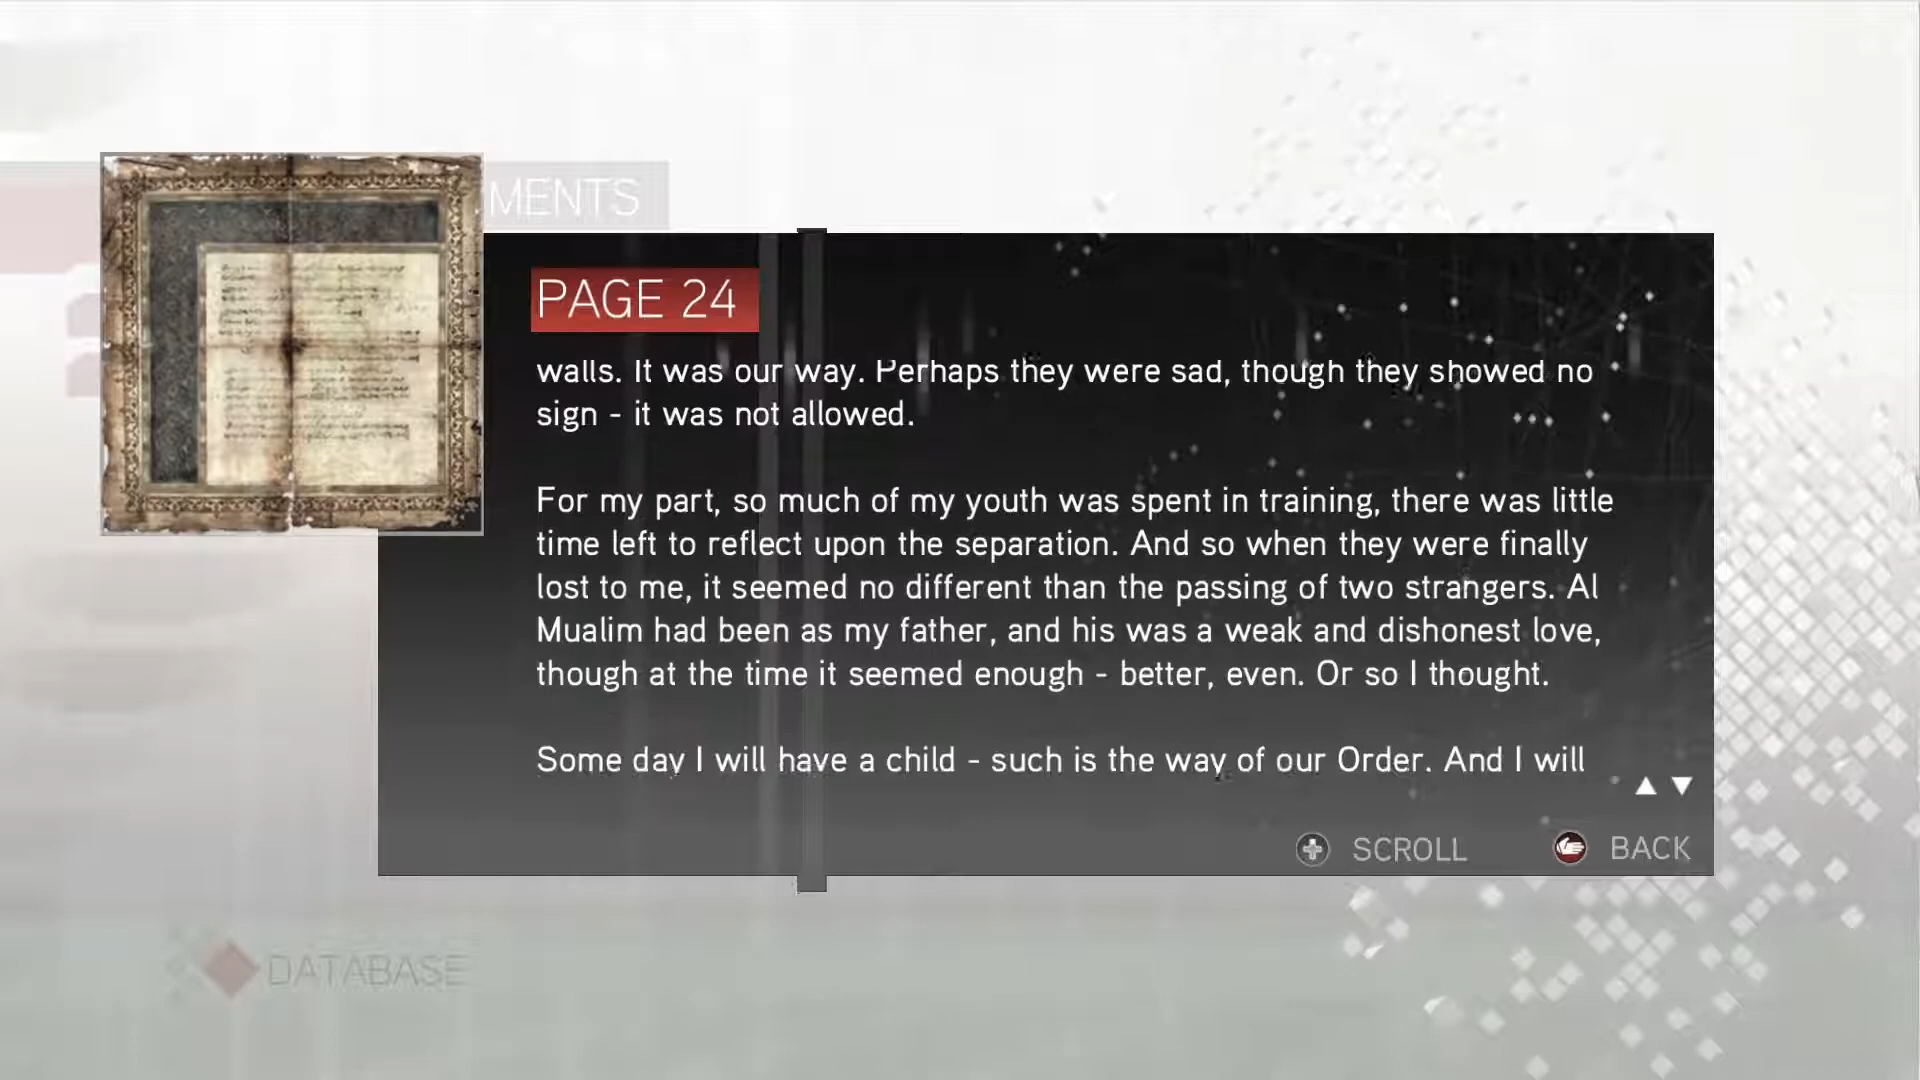 MENTS
PAGE 24
walls. It was our way. Perhaps they were sad, though they showed no
sign - it was not allowed.
For my part, so much of my youth was spent in training, there was little
time left to reflect upon the separation. And so when they were finally
lost to me, it seemed no different than the passing of two strangers. Al
Mualim had been as my father, and his was a weak and dishonest love,
though at the time it seemed enough - better, even. Or so I thought.
Some day I will have a child - such is the way of our Order. And I will
SCROLL
BACK
DATABASE